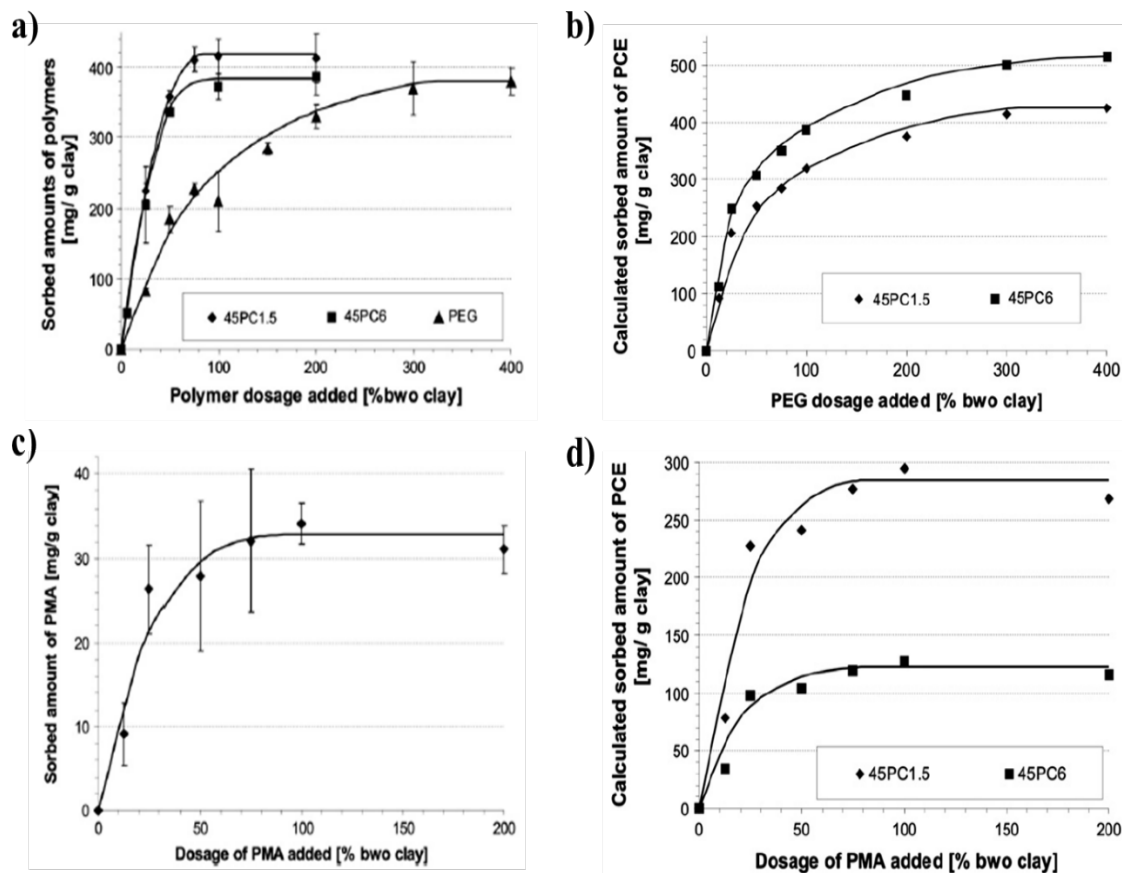 a)
Sorbed amounts of polymers
[mg/ g clay]
400
300
200
100
0
45PC1.5 45PC6 PEG
0 100 200 300 400
Polymer dosage added [%bwo clay]
b)
Calculated sorbed amount of PCE
[mg/ g clay]
500
400
300
200
100
0
45PC1.5 45PC6
0 100 200 300 400
PEG dosage added [% bwo clay]
c)
Sorbed amount of PMA [mg/g clay]
40
30
20
10
0
0 50 100 150 200
Dosage of PMA added [% bwo clay]
d)
Calculated sorbed amount of PCE
[mg/ g clay]
300
250
200
150
100
50
0
45PC1.5 45PC6
0 50 100 150 200
Dosage of PMA added [% bwo clay]